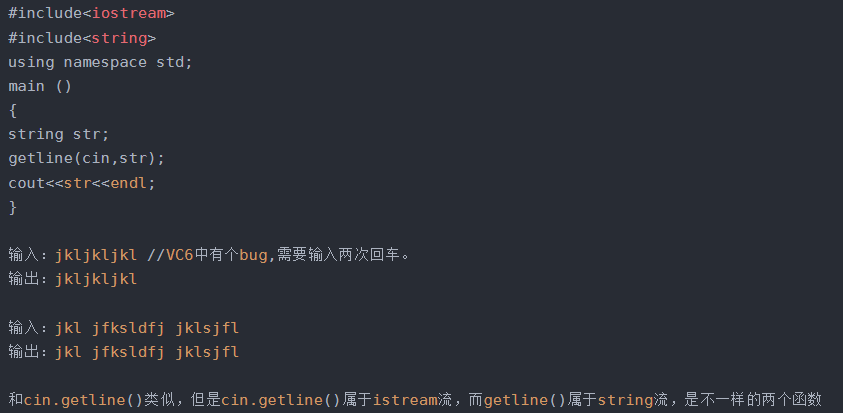 #include<iostream>
#include<string>
using namespace std;
main ()
{
string str;
getline(cin,str);
cout<<str<<endl;
}
输入：jkljkljkl //VC6中有个bug,需要输入两次回车。
输出：jkljkljkl
输入：jkl jfksldfj jklsjfl
输出：jkl jfksldfj jklsjfl
和cin.getline()类似，但是cin.getline()属于istream流，而getline()属于string流，是不一样的两个函数